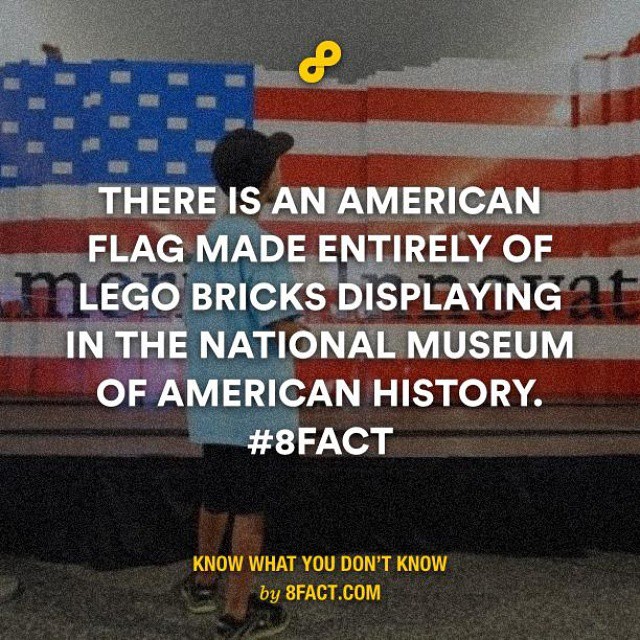 THERE IS AN AMERICAN
FLAG MADE ENTIRELY OF
LEGO BRICKS DISPLAYING
IN THE NATIONAL MUSEUM
OF AMERICAN HISTORY.
#8FACT
KNOW WHAT YOU DON'T KNOW
by 8FACT.COM